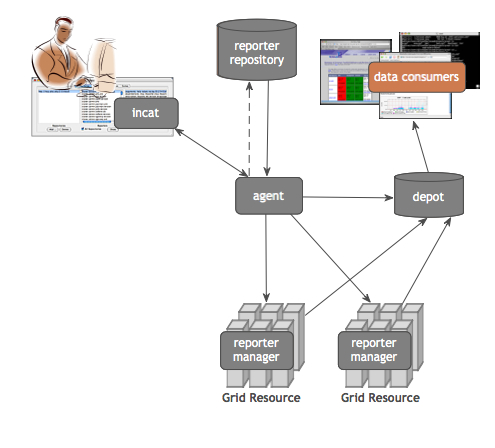 reporter
repository
data consumers
incat
agent
depot
reporter
manager
reporter
manager
Grid Resource
Grid Resource